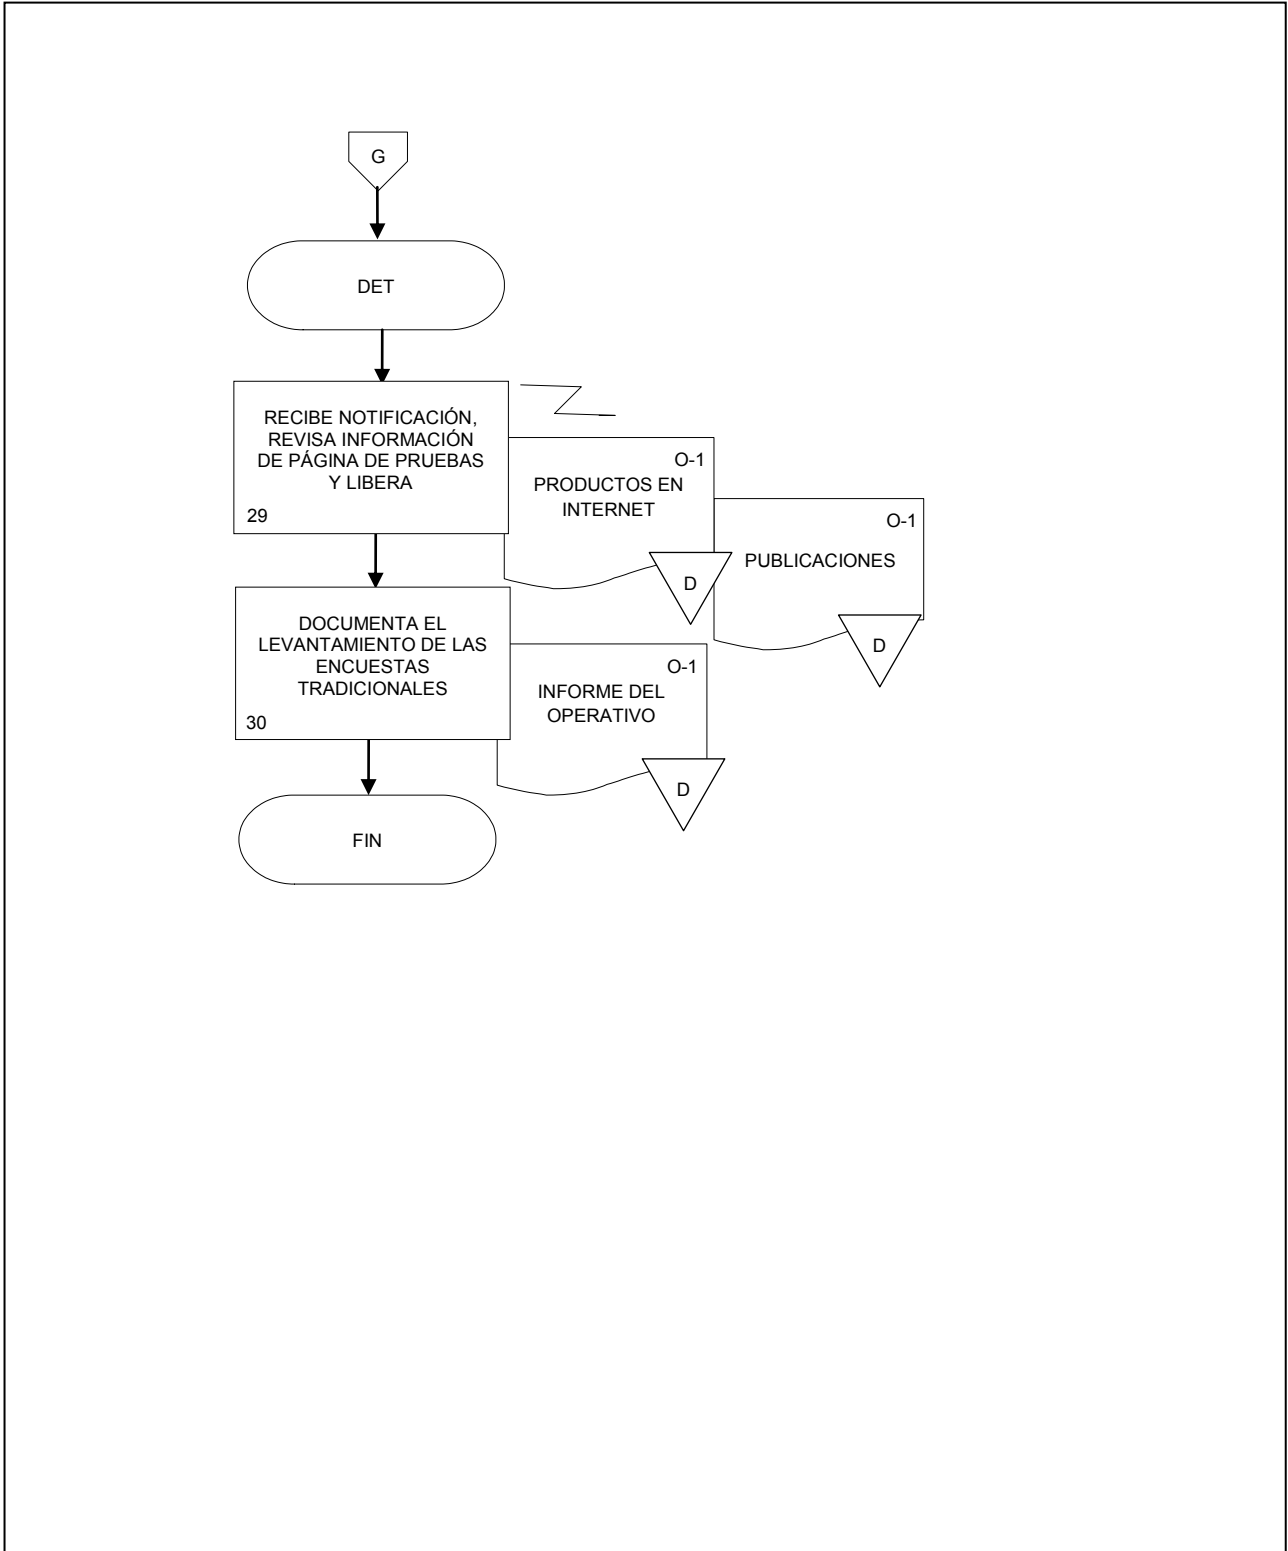 G
DET
RECIBE NOTIFICACIÓN,
REVISA INFORMACIÓN
DE PÁGINA DE PRUEBAS
Y LIBERA
29
O-1
PRODUCTOS EN
INTERNET
D
O-1
PUBLICACIONES
D
DOCUMENTA EL
LEVANTAMIENTO DE LAS
ENCUESTAS
TRADICIONALES
30
O-1
INFORME DEL
OPERATIVO
D
FIN